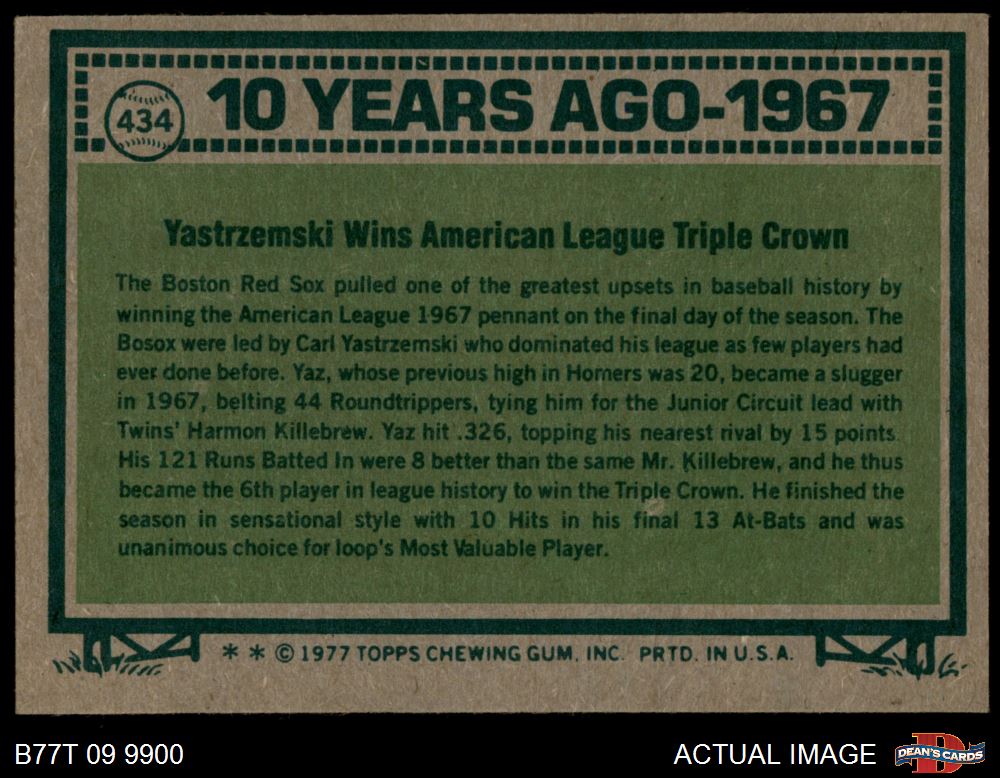 434
10 YEARS AGO-1967
Yastrzemski Wins American League Triple Crown
The Boston Red Sox pulled one of the greatest upsets in baseball history by
winning the American League 1967 pennant on the final day of the season. The
Bosox were led by Carl Yastrzemski who dominated his league as few players had
ever done before. Yaz, whose previous high in Homers was 20, became a slugger
in 1967, belting 44 Roundtrippers, tying him for the Junior Circuit lead with
Twins' Harmon Killebrew. Yaz hit .326, topping his nearest rival by 15 points.
His 121 Runs Batted In were 8 better than the same Mr. Killebrew, and he thus
became the 6th player in league history to win the Triple Crown. He finished the
season in sensational style with 10 Hits in his final 13 At-Bats and was
unanimous choice for loop's Most Valuable Player.
* * © 1977 TOPPS CHEWING GUM, INC. PRTD. IN U.S.A.
B77T 09 9900
ACTUAL IMAGE
D
DEAN'S CARDS